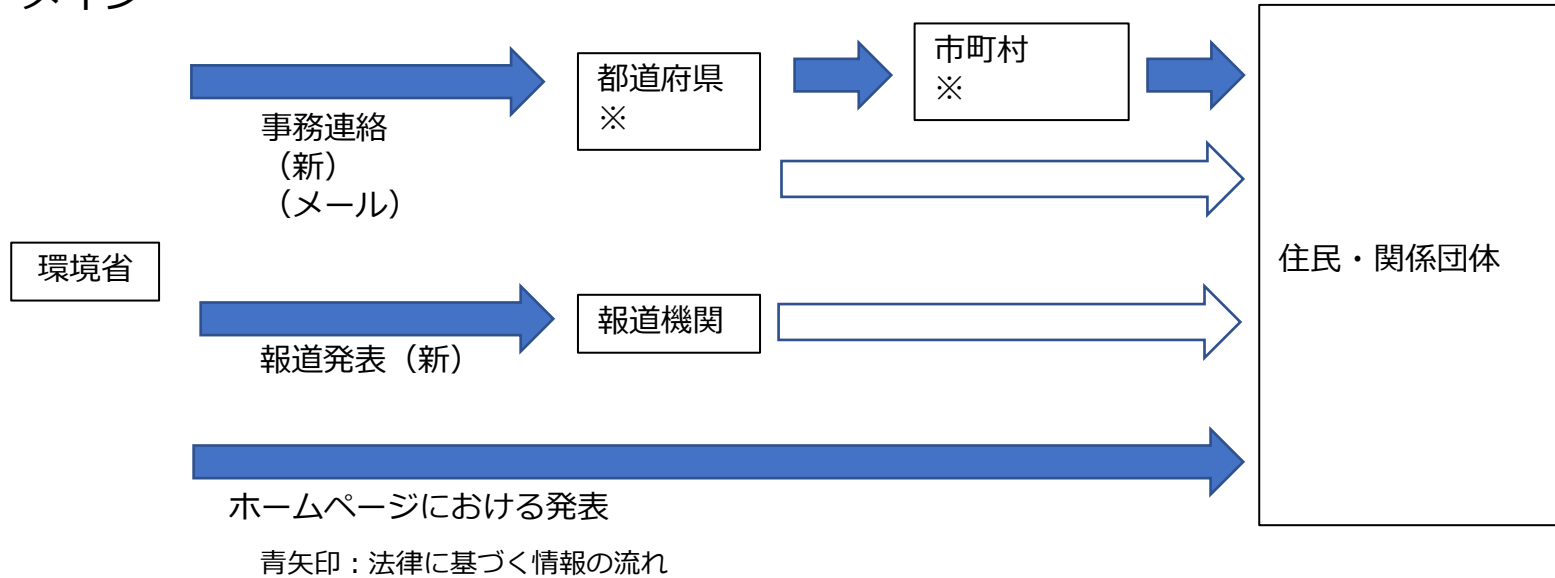 都道府県
※
市町村
※
事務連絡
（新）
（メール）
環境省
住民・関係団体
報道機関
報道発表（新）
ホームページにおける発表
青矢印：法律に基づく情報の流れ